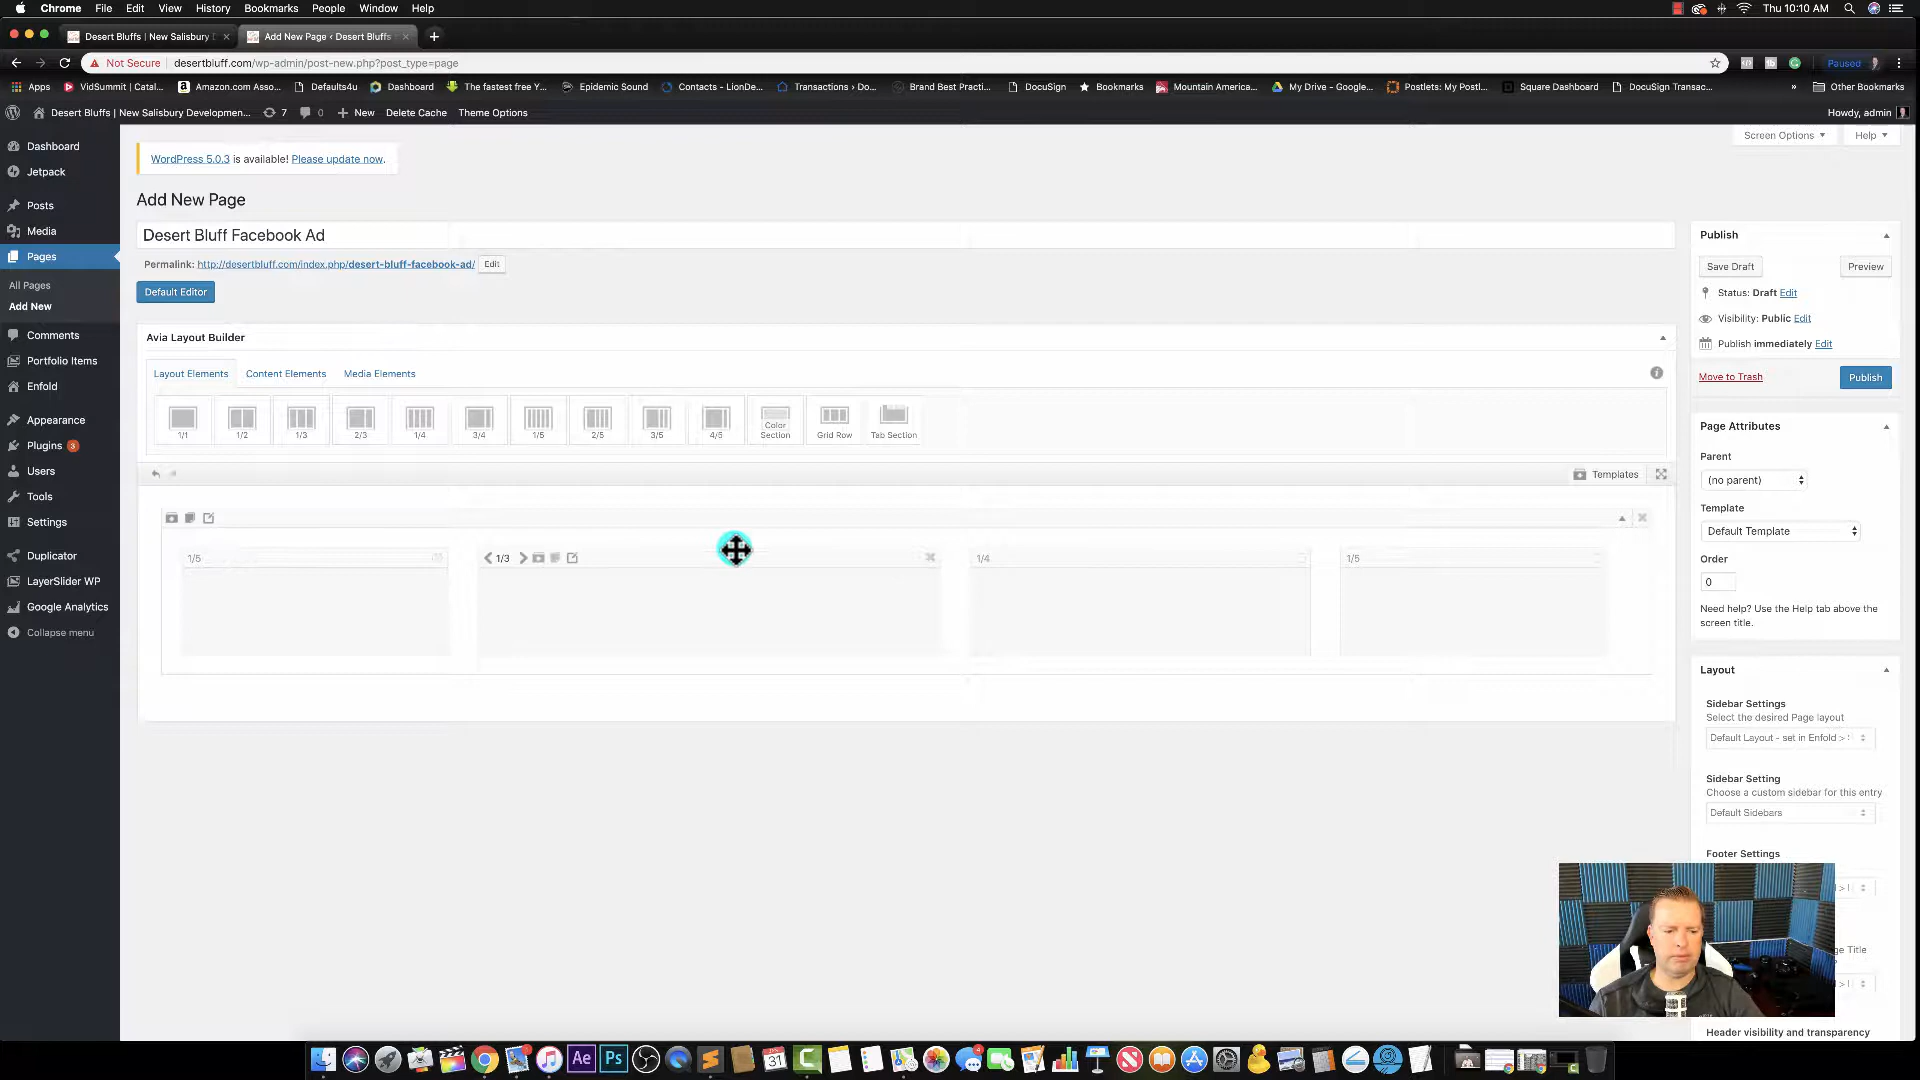 Chrome File Edit View History Bookmarks People Window Help Thu 10:10 AM
Desert Bluffs | New Salisbury D Add New Page ‹ Desert Bluffs
Not Secure desertbluff.com/wp-admin/post-new.php?post_type=page Paused
Apps VidSummit | Catal... Amazon.com Asso... Defaults4u Dashboard The fastest free Y... Epidemic Sound Contacts - LionDe... Transactions › Do... Brand Best Practi... DocuSign Bookmarks Mountain America... My Drive - Google... Postlets: My Postl... Square Dashboard DocuSign Transac... » Other Bookmarks
Desert Bluffs | New Salisbury Developmen... 7 0 New Delete Cache Theme Options Howdy, admin
Screen Options Help
Dashboard
Jetpack
Posts
Media
Pages
All Pages
Add New
Comments
Portfolio Items
Enfold
Appearance
Plugins 3
Users
Tools
Settings
Duplicator
LayerSlider WP
Google Analytics
Collapse menu
WordPress 5.0.3 is available! Please update now.
Add New Page
Desert Bluff Facebook Ad
Permalink: http://desertbluff.com/index.php/desert-bluff-facebook-ad/ Edit
Default Editor
Avia Layout Builder
Layout Elements Content Elements Media Elements
1/1 1/2 1/3 2/3 1/4 3/4 1/5 2/5 3/5 4/5 Color Section Grid Row Tab Section
Templates
1/5 1/3 1/4 1/5
Publish
Save Draft Preview
Status: Draft Edit
Visibility: Public Edit
Publish immediately Edit
Move to Trash Publish
Page Attributes
Parent
(no parent)
Template
Default Template
Order
0
Need help? Use the Help tab above the
screen title.
Layout
Sidebar Settings
Select the desired Page layout
Default Layout - set in Enfold >
Sidebar Setting
Choose a custom sidebar for this entry
Default Sidebars
Footer Settings
ge Title
Header visibility and transparency
Ae Ps
31